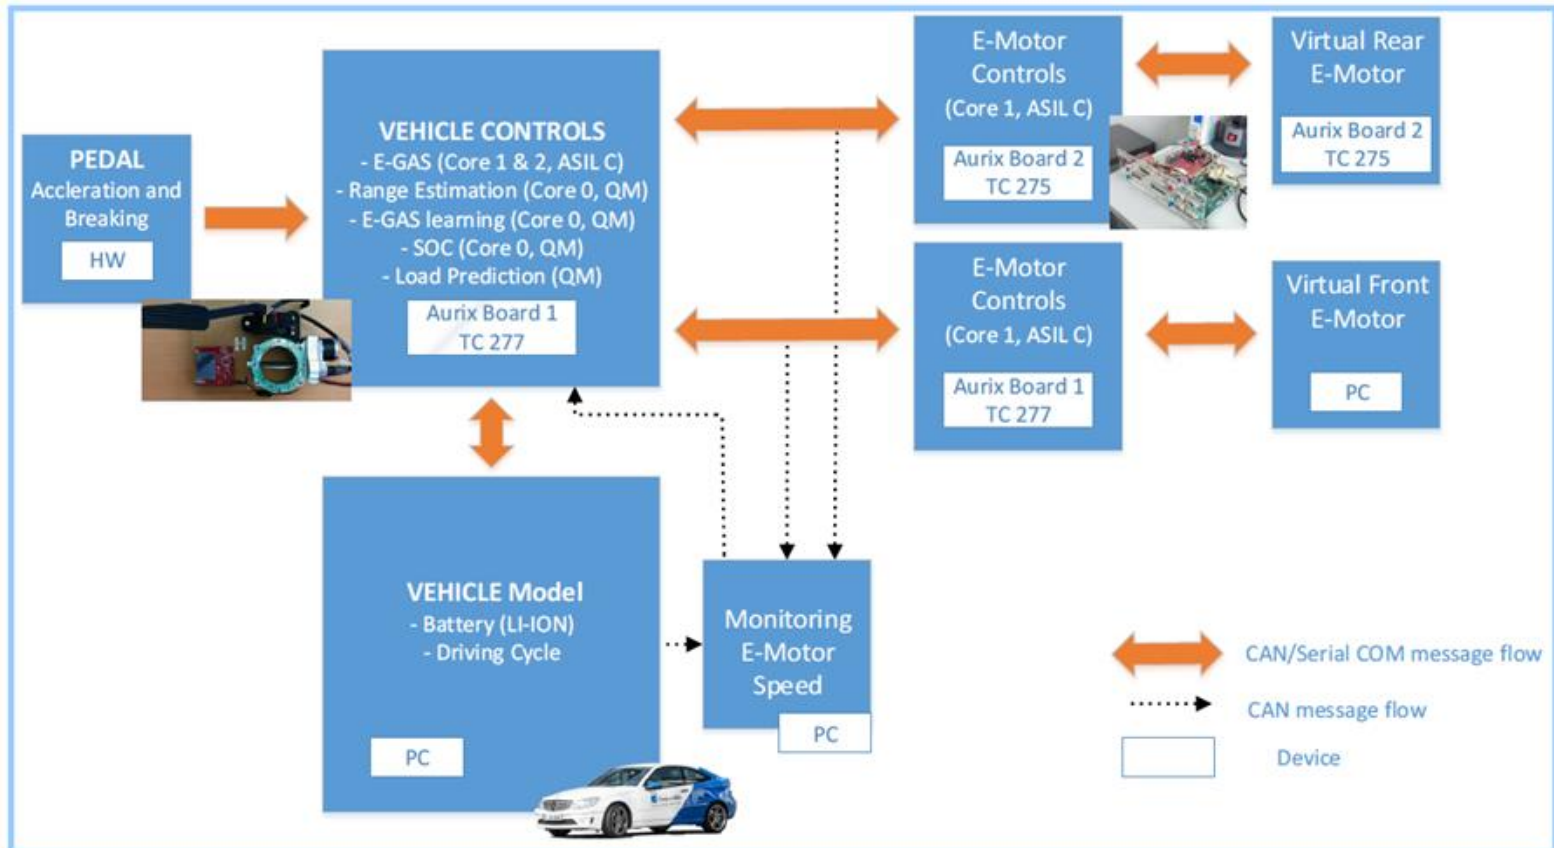 PEDAL
Accleration and
Breaking
HW
VEHICLE CONTROLS
- E-GAS (Core 1 & 2, ASIL C)
- Range Estimation (Core 0, QM)
- E-GAS learning (Core 0, QM)
- SOC (Core 0, QM)
- Load Prediction (QM)
Aurix Board 1
TC 277
E-Motor
Controls
(Core 1, ASIL C)
Aurix Board 2
TC 275
Virtual Rear
E-Motor
Aurix Board 2
TC 275
E-Motor
Controls
(Core 1, ASIL C)
Aurix Board 1
TC 277
Virtual Front
E-Motor
PC
VEHICLE Model
- Battery (LI-ION)
- Driving Cycle
PC
Monitoring
E-Motor
Speed
PC
CAN/Serial COM message flow
CAN message flow
Device